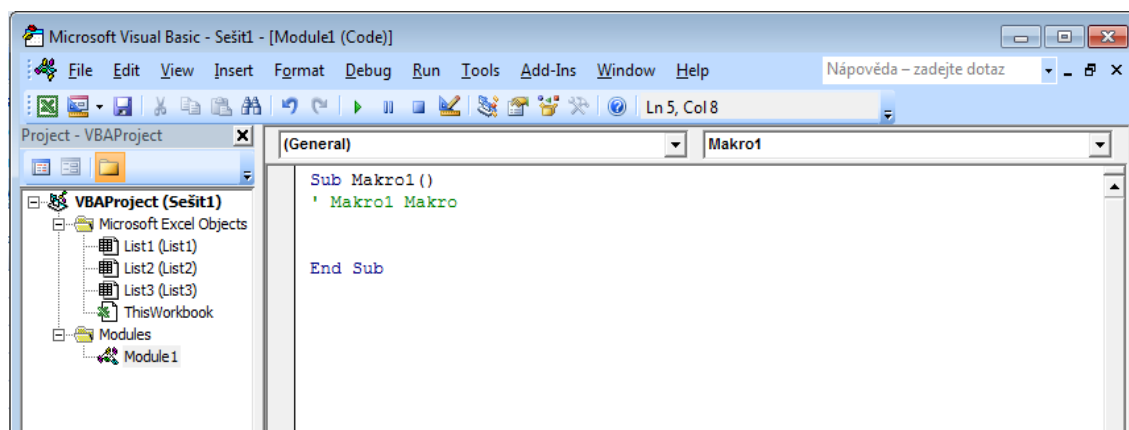 Microsoft Visual Basic - Sešit1 - [Module1 (Code)]
File Edit View Insert Format Debug Run Tools Add-Ins Window Help Nápověda – zadejte dotaz
Ln 5, Col 8
Project - VBAProject
(General) Makro1
VBAProject (Sešit1)
Microsoft Excel Objects
List1 (List1)
List2 (List2)
List3 (List3)
ThisWorkbook
Modules
Module1
Sub Makro1()
' Makro1 Makro
End Sub